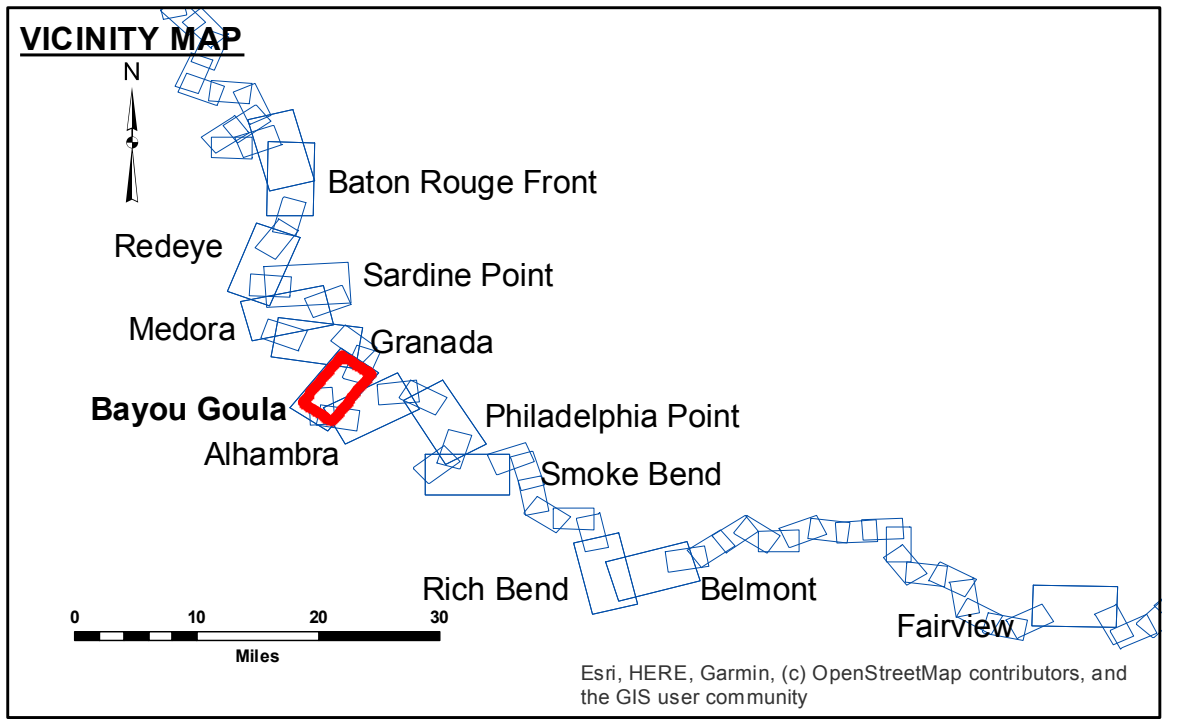 VICINITY MAP
N
Baton Rouge Front
Redeye
Sardine Point
Medora
Granada
Bayou Goula
Philadelphia Point
Alhambra
Smoke Bend
Rich Bend
Belmont
Fairview
0 10 20 30
Miles
Esri, HERE, Garmin, (c) OpenStreetMap contributors, and
the GIS user community